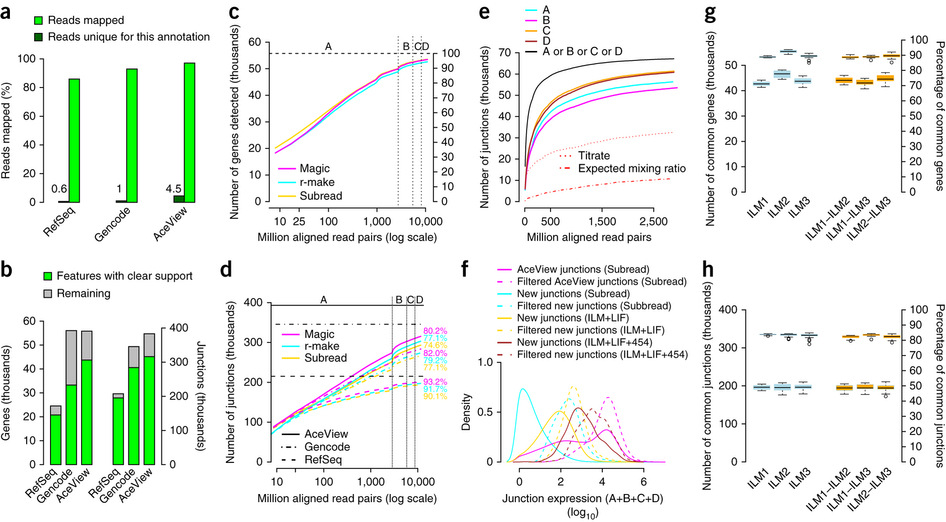 a
Reads mapped
Reads unique for this annotation
Reads mapped (%)
100
80
60
40
20
0
0.6
1
4.5
RefSeq
Gencode
AceView
b
Features with clear support
Remaining
Genes (thousands)
60
50
40
30
20
10
0
400
300
200
100
0
Junctions (thousands)
RefSeq
Gencode
AceView
RefSeq
Gencode
AceView
c
Number of genes detected (thousands)
A
B
C
D
60
50
40
30
20
10
0
100
90
80
70
60
50
40
30
20
10
0
Magic
r-make
Subread
10
25
100
1,000
10,000
Million aligned read pairs (log scale)
d
Number of junctions (thousands)
A
B
C
D
400
300
200
100
0
Magic
r-make
Subread
80.2%
77.1%
82.0%
79.2%
77.1%
93.2%
91.7%
90.1%
AceView
Gencode
RefSeq
10
100
1,000
10,000
Million aligned read pairs (log scale)
e
A
B
C
D
A or B or C or D
Number of junctions (thousands)
70
60
50
40
30
20
10
0
Titrate
Expected mixing ratio
0
500
1,500
2,500
Million aligned read pairs
f
AceView junctions (Subread)
Filtered AceView junctions (Subread)
New junctions (Subread)
Filtered new junctions (Subbread)
New junctions (ILM+LIF)
Filtered new junctions (ILM+LIF)
New junctions (ILM+LIF+454)
Filtered new junctions (ILM+LIF+454)
Density
1.0
0.5
0
0
2
4
6
Junction expression (A+B+C+D)
(log10)
g
Number of common genes (thousands)
50
40
30
20
10
0
100
90
80
70
60
50
40
30
20
10
0
Percentage of common genes
ILM1
ILM2
ILM3
ILM1–ILM2
ILM1–ILM3
ILM2–ILM3
h
Number of common junctions (thousands)
400
300
200
100
0
100
90
80
70
60
50
40
30
20
10
0
Percentage of common junctions
ILM1
ILM2
ILM3
ILM1–ILM2
ILM1–ILM3
ILM2–ILM3